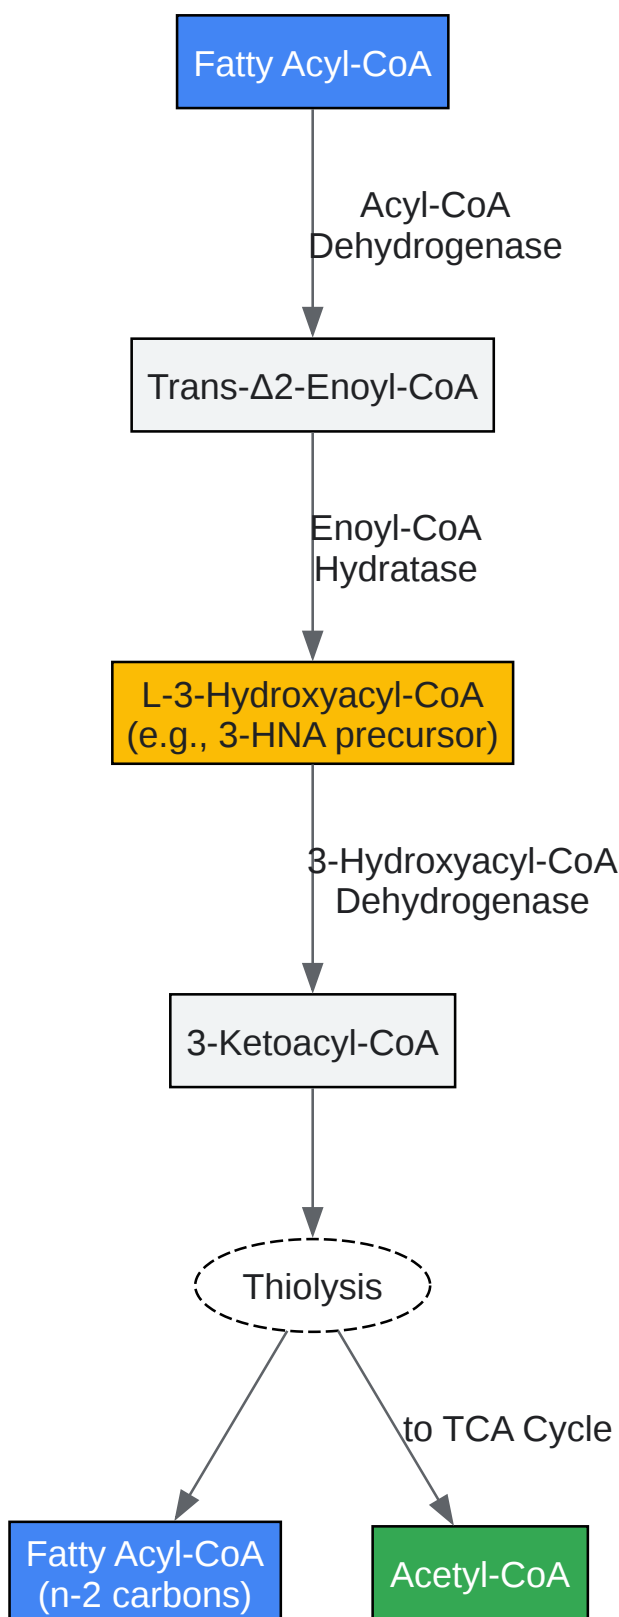 Fatty Acyl-CoA
Acyl-CoA
Dehydrogenase
Trans-Δ2-Enoyl-CoA
Enoyl-CoA
Hydratase
L-3-Hydroxyacyl-CoA
(e.g., 3-HNA precursor)
3-Hydroxyacyl-CoA
Dehydrogenase
3-Ketoacyl-CoA
Thiolysis
to TCA Cycle
Fatty Acyl-CoA
(n-2 carbons)
Acetyl-CoA